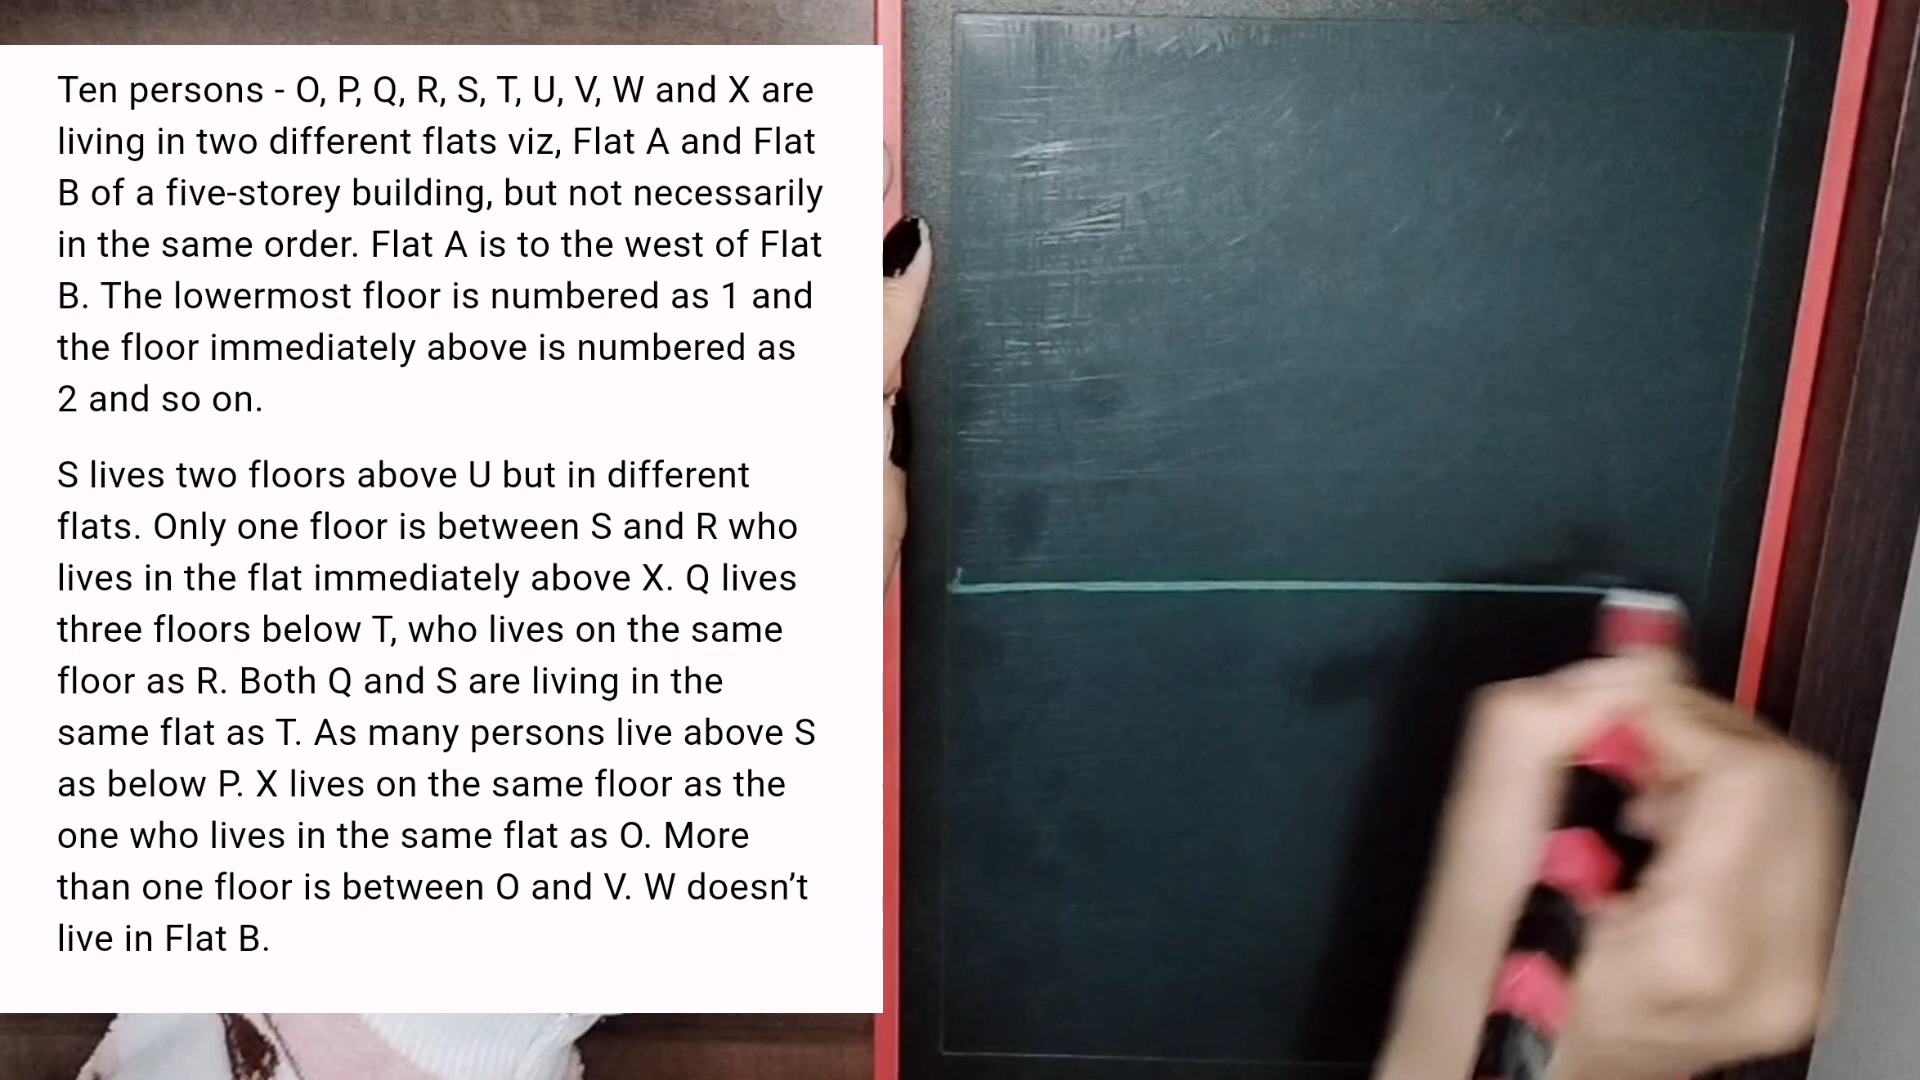 Ten persons - O, P, Q, R, S, T, U, V, W and X are
living in two different flats viz, Flat A and Flat
B of a five-storey building, but not necessarily
in the same order. Flat A is to the west of Flat
B. The lowermost floor is numbered as 1 and
the floor immediately above is numbered as
2 and so on.
S lives two floors above U but in different
flats. Only one floor is between S and R who
lives in the flat immediately above X. Q lives
three floors below T, who lives on the same
floor as R. Both Q and S are living in the
same flat as T. As many persons live above S
as below P. X lives on the same floor as the
one who lives in the same flat as O. More
than one floor is between O and V. W doesn’t
live in Flat B.